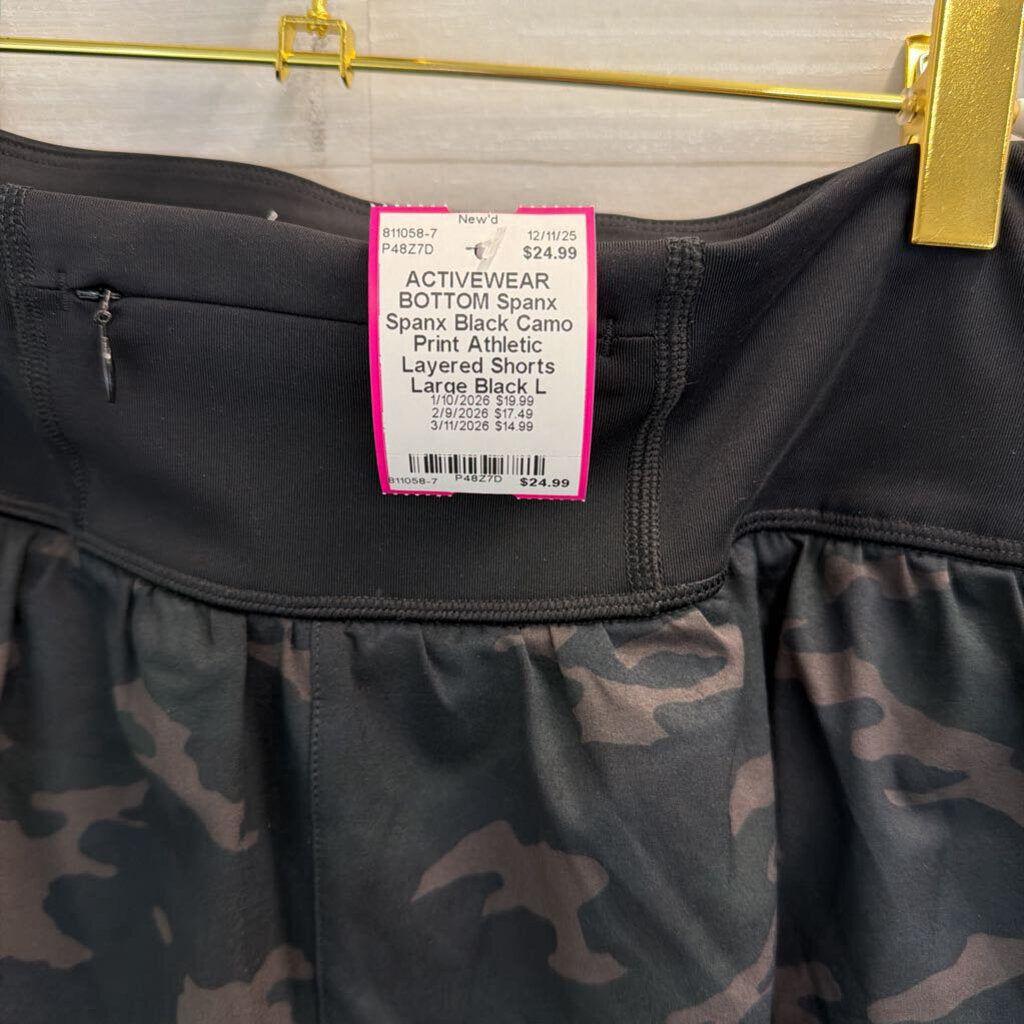 New'd
811058-7 12/11/25
P48Z7D $24.99
ACTIVEWEAR
BOTTOM Spanx
Spanx Black Camo
Print Athletic
Layered Shorts
Large Black L
1/10/2026 $19.99
2/9/2026 $17.49
3/11/2026 $14.99
811058-7 P48Z7D $24.99